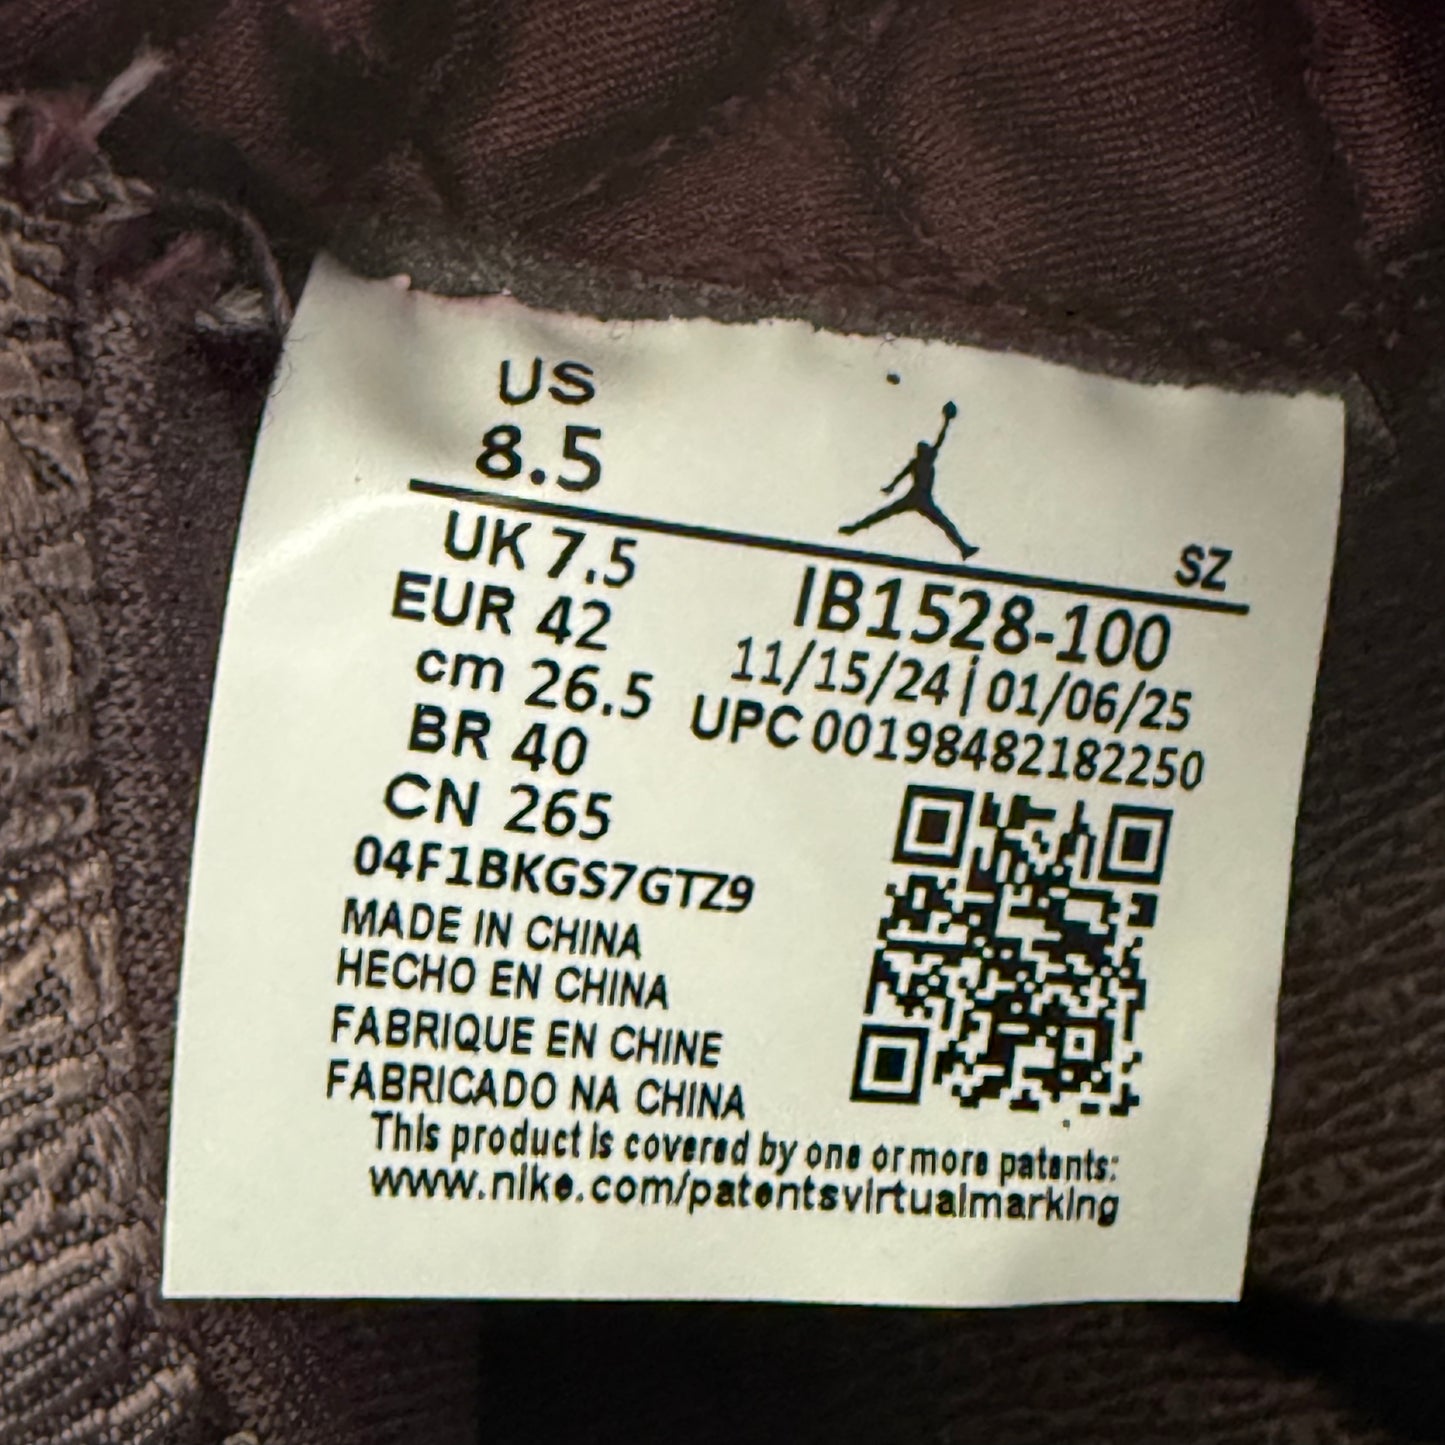 US
8.5
SZ
UK 7.5
EUR 42
cm 26.5
BR 40
CN 265
IB1528-100
11/15/24 | 01/06/25
UPC 00198482182250
04F1BKGS7GTZ9
MADE IN CHINA
HECHO EN CHINA
FABRIQUE EN CHINE
FABRICADO NA CHINA
This product is covered by one or more patents:
www.nike.com/patentsvirtualmarking